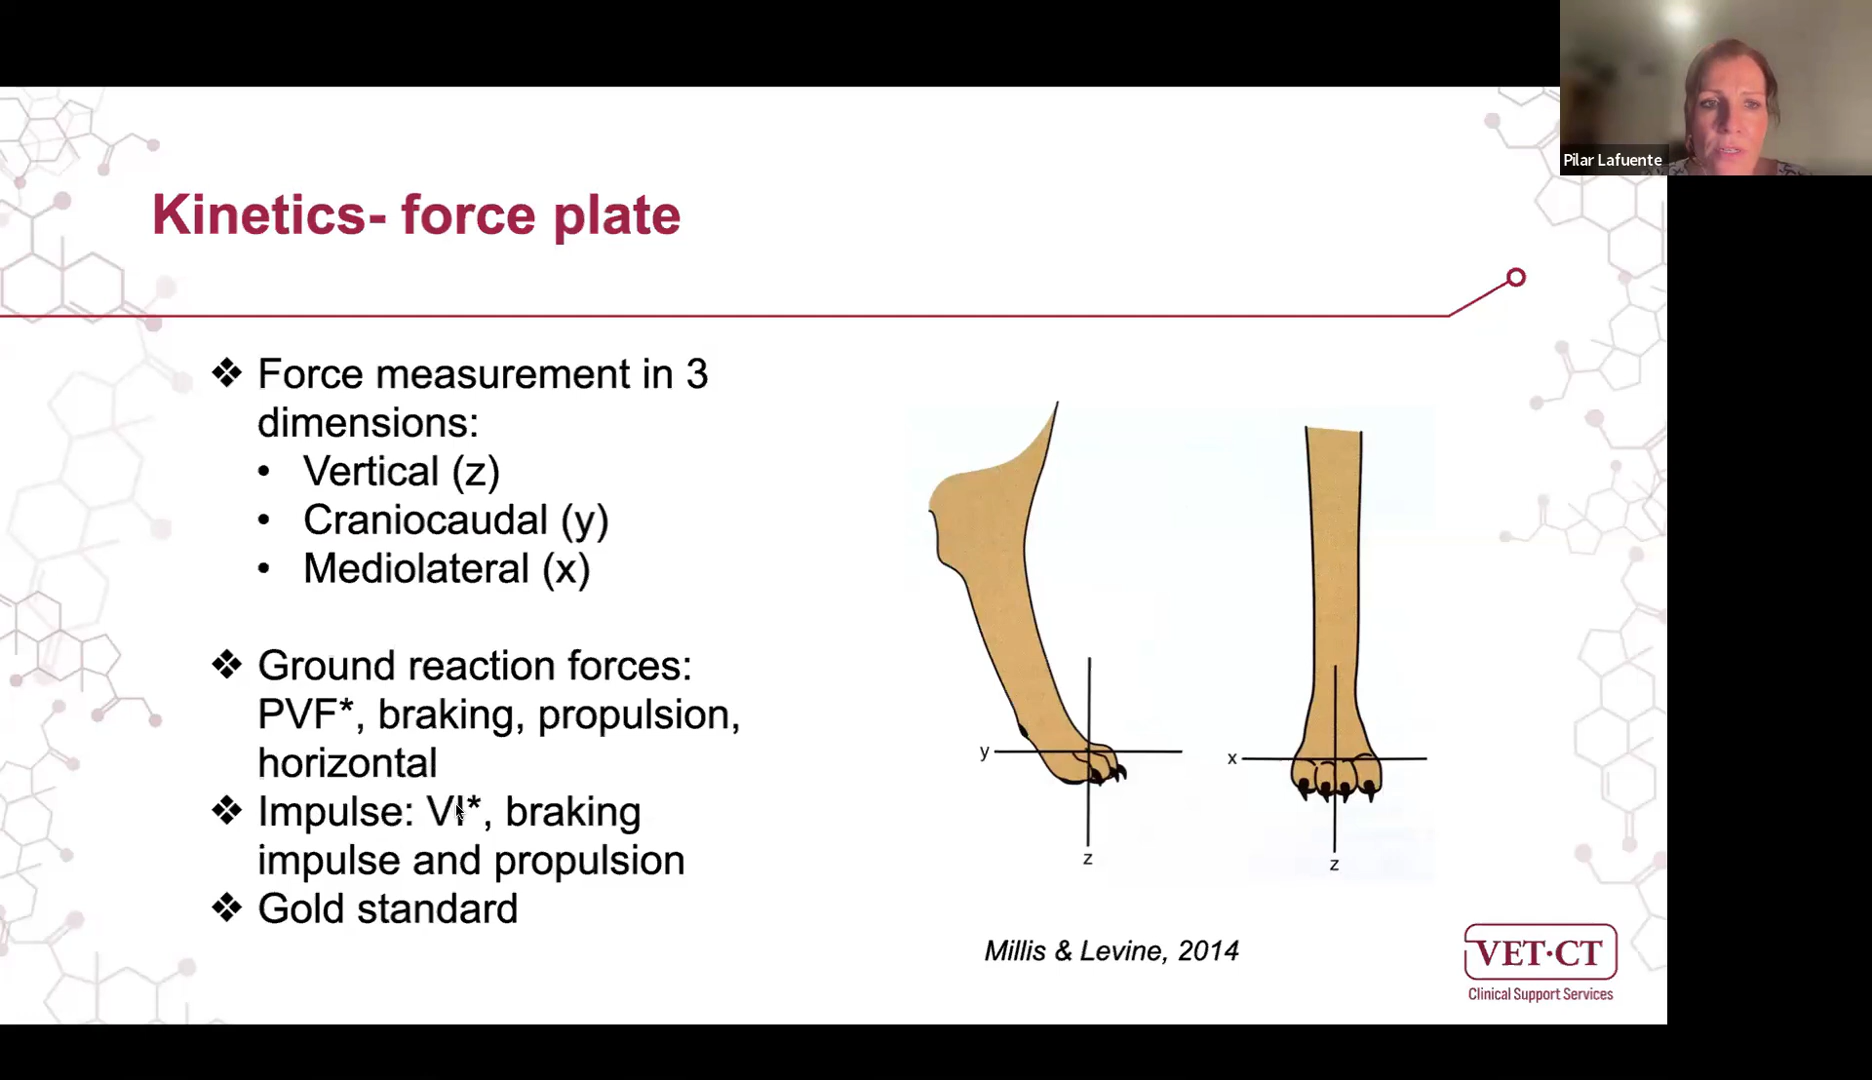 Pilar Lafuente
Kinetics- force plate
❖ Force measurement in 3
dimensions:
• Vertical (z)
• Craniocaudal (y)
• Mediolateral (x)
❖ Ground reaction forces:
PVF*, braking, propulsion,
horizontal
❖ Impulse: VI*, braking
impulse and propulsion
❖ Gold standard
y
z
x
z
Millis & Levine, 2014
VET·CT
Clinical Support Services